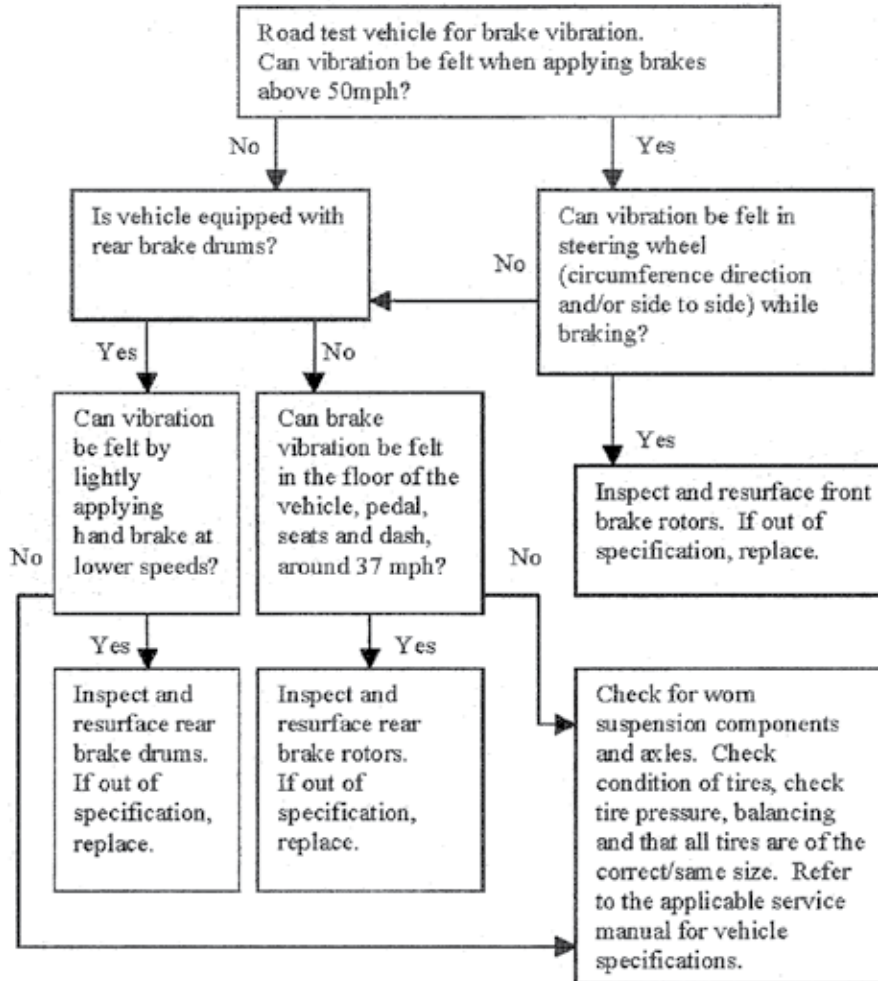 Road test vehicle for brake vibration.
Can vibration be felt when applying brakes
above 50mph?
No
Yes
Is vehicle equipped with
rear brake drums?
Can vibration be felt in
steering wheel
(circumference direction
and/or side to side) while
braking?
No
Yes
No
Yes
Can vibration
be felt by
lightly
applying
hand brake at
lower speeds?
Can brake
vibration be felt
in the floor of the
vehicle, pedal,
seats and dash,
around 37 mph?
Inspect and resurface front
brake rotors. If out of
specification, replace.
No
No
Yes
Yes
Inspect and
resurface rear
brake drums.
If out of
specification,
replace.
Inspect and
resurface rear
brake rotors.
If out of
specification,
replace.
Check for worn
suspension components
and axles. Check
condition of tires, check
tire pressure, balancing
and that all tires are of the
correct/same size. Refer
to the applicable service
manual for vehicle
specifications.